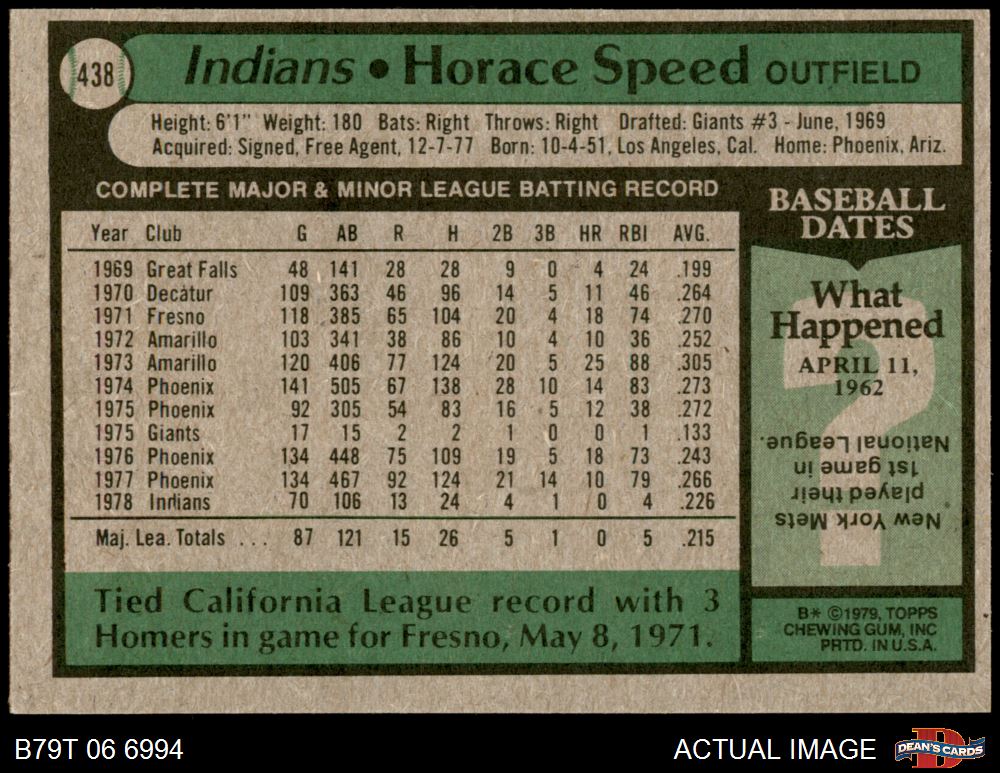 438
Indians • Horace Speed OUTFIELD
Height: 6'1" Weight: 180 Bats: Right Throws: Right Drafted: Giants #3 - June, 1969
Acquired: Signed, Free Agent, 12-7-77 Born: 10-4-51, Los Angeles, Cal. Home: Phoenix, Ariz.
COMPLETE MAJOR & MINOR LEAGUE BATTING RECORD
Year Club G AB R H 2B 3B HR RBI AVG.
1969 Great Falls 48 141 28 28 9 0 4 24 .199
1970 Decatur 109 363 46 96 14 5 11 46 .264
1971 Fresno 118 385 65 104 20 4 18 74 .270
1972 Amarillo 103 341 38 86 10 4 10 36 .252
1973 Amarillo 120 406 77 124 20 5 25 88 .305
1974 Phoenix 141 505 67 138 28 10 14 83 .273
1975 Phoenix 92 305 54 83 16 5 12 38 .272
1975 Giants 17 15 2 2 1 0 0 1 .133
1976 Phoenix 134 448 75 109 19 5 18 73 .243
1977 Phoenix 134 467 92 124 21 14 10 79 .266
1978 Indians 70 106 13 24 4 1 0 4 .226
Maj. Lea. Totals ... 87 121 15 26 5 1 0 5 .215
Tied California League record with 3
Homers in game for Fresno, May 8, 1971.
BASEBALL
DATES
What
Happened
APRIL 11,
1962
?
New York Mets
played their
1st game in
National League.
B* ©1979, TOPPS
CHEWING GUM, INC
PRTD. IN U.S.A.
B79T 06 6994
ACTUAL IMAGE
D
DEAN'S CARDS